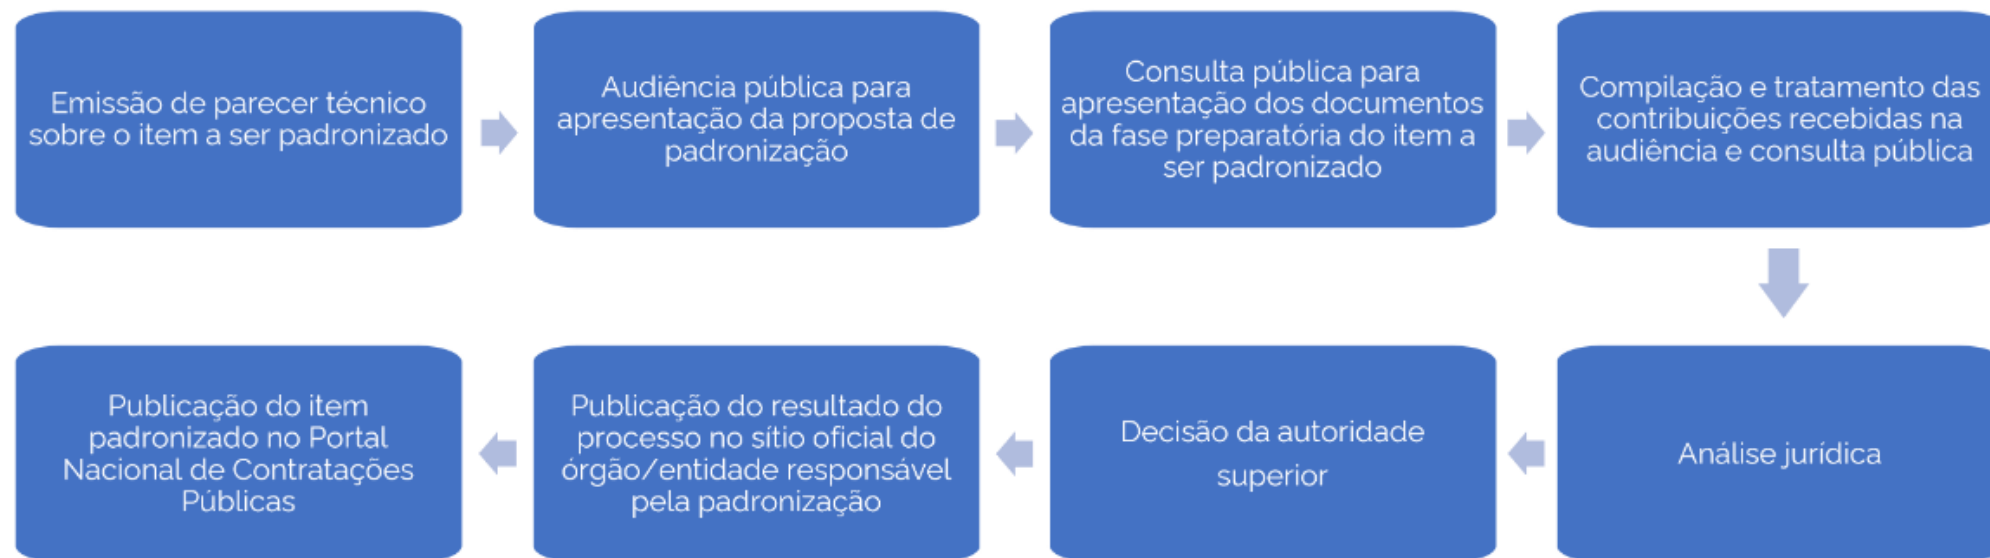 Emissão de parecer técnico
sobre o item a ser padronizado
Audiência pública para
apresentação da proposta de
padronização
Consulta pública para
apresentação dos documentos
da fase preparatória do item a
ser padronizado
Compilação e tratamento das
contribuições recebidas na
audiência e consulta pública
Análise jurídica
Decisão da autoridade
superior
Publicação do resultado do
processo no sítio oficial do
órgão/entidade responsável
pela padronização
Publicação do item
padronizado no Portal
Nacional de Contratações
Públicas